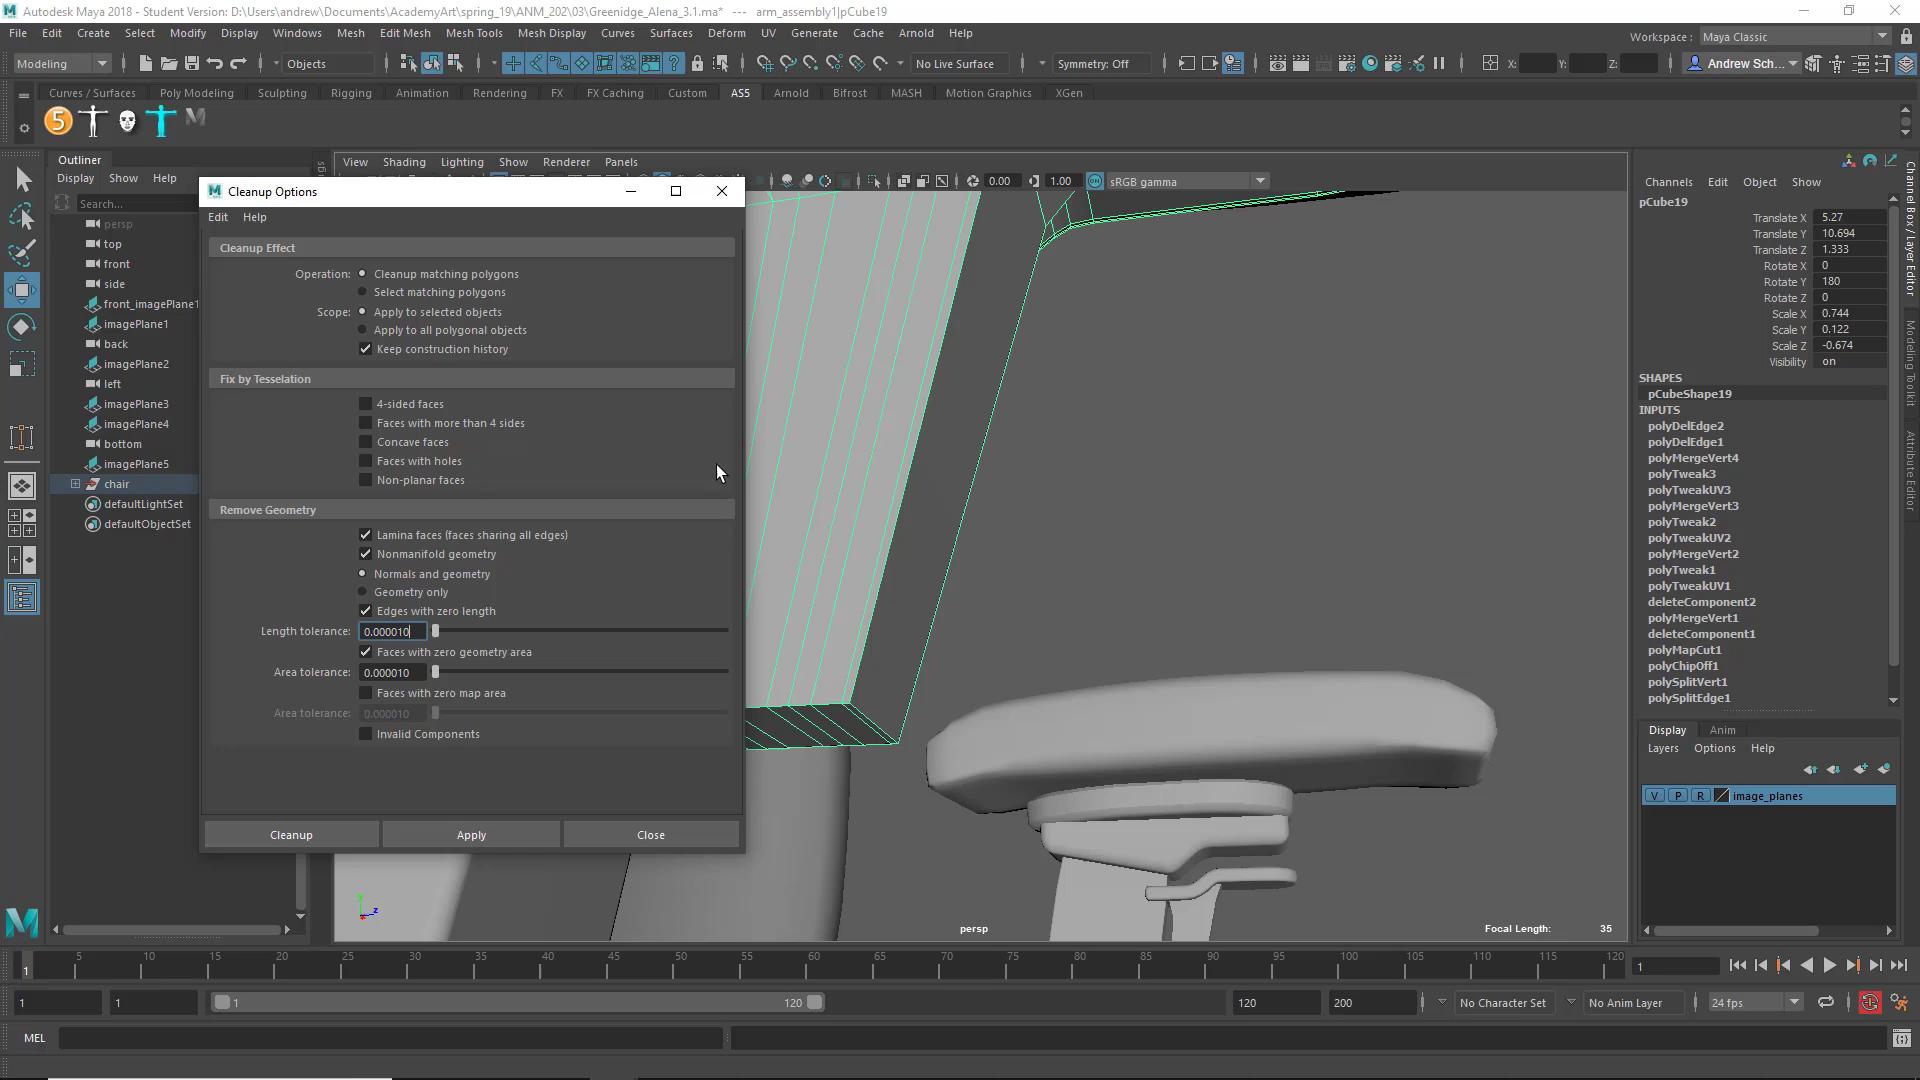 Autodesk Maya 2018 - Student Version: D:\Users\andrew\Documents\AcademyArt\spring_19\ANM_202\03\Greenidge_Alena_3.1.ma* --- arm_assembly1|pCube19
File Edit Create Select Modify Display Windows Mesh Edit Mesh Mesh Tools Mesh Display Curves Surfaces Deform UV Generate Cache Arnold Help
Workspace : Maya Classic
Modeling Objects No Live Surface Symmetry: Off X: Y: Z: Andrew Sch...
Curves / Surfaces Poly Modeling Sculpting Rigging Animation Rendering FX FX Caching Custom AS5 Arnold Bifrost MASH Motion Graphics XGen
5
Outliner
Display Show Help
Search...
persp
top
front
side
front_imagePlane1
imagePlane1
back
imagePlane2
left
imagePlane3
imagePlane4
bottom
imagePlane5
chair
defaultLightSet
defaultObjectSet
View Shading Lighting Show Renderer Panels
0.00 1.00 ON sRGB gamma
Cleanup Options
Edit Help
Cleanup Effect
Operation: Cleanup matching polygons
Select matching polygons
Scope: Apply to selected objects
Apply to all polygonal objects
Keep construction history
Fix by Tesselation
4-sided faces
Faces with more than 4 sides
Concave faces
Faces with holes
Non-planar faces
Remove Geometry
Lamina faces (faces sharing all edges)
Nonmanifold geometry
Normals and geometry
Geometry only
Edges with zero length
Length tolerance: 0.000010
Faces with zero geometry area
Area tolerance: 0.000010
Faces with zero map area
Area tolerance: 0.000010
Invalid Components
Cleanup Apply Close
y
z
persp
Focal Length: 35
Channels Edit Object Show
pCube19
Translate X 5.27
Translate Y 10.694
Translate Z 1.333
Rotate X 0
Rotate Y 180
Rotate Z 0
Scale X 0.744
Scale Y 0.122
Scale Z -0.674
Visibility on
SHAPES
pCubeShape19
INPUTS
polyDelEdge2
polyDelEdge1
polyMergeVert4
polyTweak3
polyTweakUV3
polyMergeVert3
polyTweak2
polyTweakUV2
polyMergeVert2
polyTweak1
polyTweakUV1
deleteComponent2
polyMergeVert1
deleteComponent1
polyMapCut1
polyChipOff1
polySplitVert1
polySplitEdge1
Display Anim
Layers Options Help
V P R image_planes
Channel Box / Layer Editor
Modeling Toolkit
Attribute Editor
5 10 15 20 25 30 35 40 45 50 55 60 65 70 75 80 85 90 95 100 105 110 115 120
1 1
1 1 1 120 120 200 No Character Set No Anim Layer 24 fps
MEL